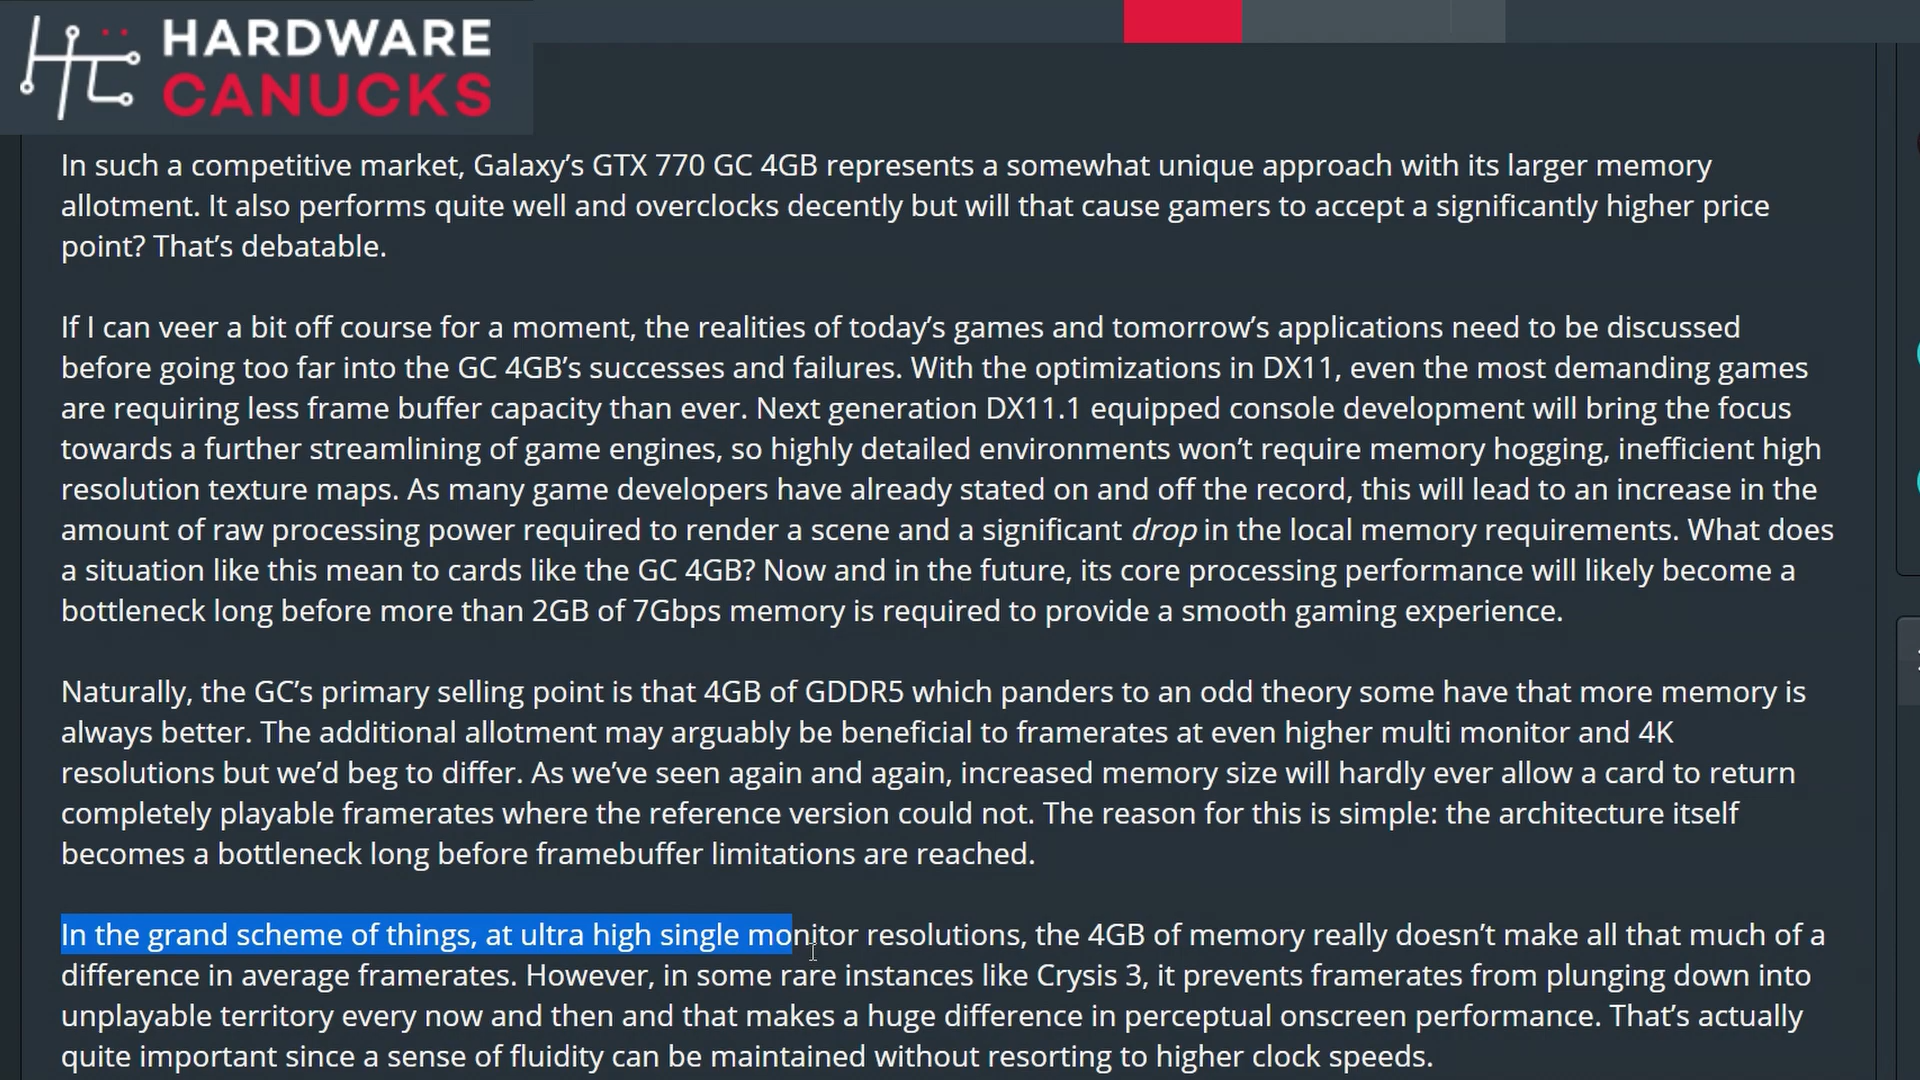 HARDWARE
CANUCKS
In such a competitive market, Galaxy’s GTX 770 GC 4GB represents a somewhat unique approach with its larger memory
allotment. It also performs quite well and overclocks decently but will that cause gamers to accept a significantly higher price
point? That’s debatable.
If I can veer a bit off course for a moment, the realities of today’s games and tomorrow’s applications need to be discussed
before going too far into the GC 4GB’s successes and failures. With the optimizations in DX11, even the most demanding games
are requiring less frame buffer capacity than ever. Next generation DX11.1 equipped console development will bring the focus
towards a further streamlining of game engines, so highly detailed environments won’t require memory hogging, inefficient high
resolution texture maps. As many game developers have already stated on and off the record, this will lead to an increase in the
amount of raw processing power required to render a scene and a significant drop in the local memory requirements. What does
a situation like this mean to cards like the GC 4GB? Now and in the future, its core processing performance will likely become a
bottleneck long before more than 2GB of 7Gbps memory is required to provide a smooth gaming experience.
Naturally, the GC’s primary selling point is that 4GB of GDDR5 which panders to an odd theory some have that more memory is
always better. The additional allotment may arguably be beneficial to framerates at even higher multi monitor and 4K
resolutions but we’d beg to differ. As we’ve seen again and again, increased memory size will hardly ever allow a card to return
completely playable framerates where the reference version could not. The reason for this is simple: the architecture itself
becomes a bottleneck long before framebuffer limitations are reached.
In the grand scheme of things, at ultra high single monitor resolutions, the 4GB of memory really doesn’t make all that much of a
difference in average framerates. However, in some rare instances like Crysis 3, it prevents framerates from plunging down into
unplayable territory every now and then and that makes a huge difference in perceptual onscreen performance. That’s actually
quite important since a sense of fluidity can be maintained without resorting to higher clock speeds.